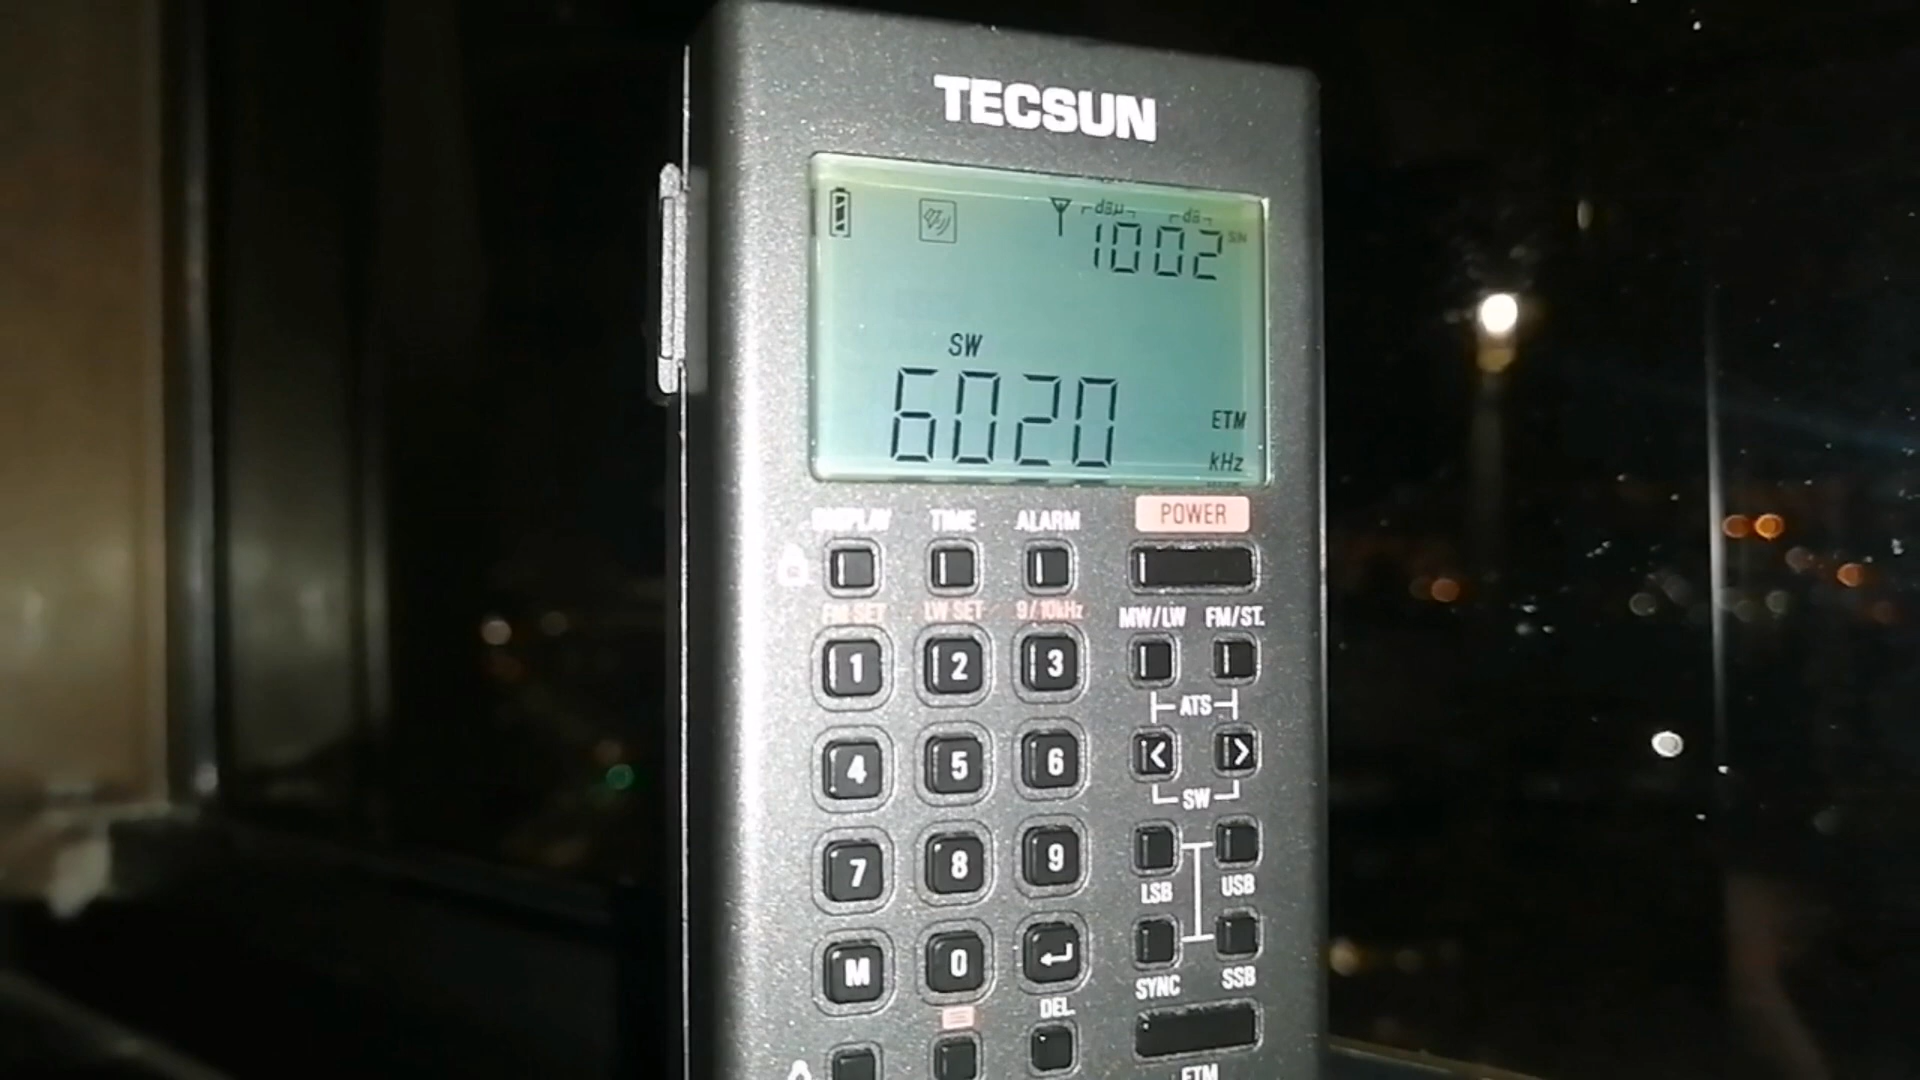 TECSUN
dBμ dB
1002 S/N
SW
6020
ETM
kHz
DISPLAY TIME ALARM POWER
FM SET LW SET 9/10kHz MW/LW FM/ST.
1 2 3
ATS
4 5 6 < >
SW
7 8 9
LSB USB
M 0
SYNC SSB
DEL
ETM